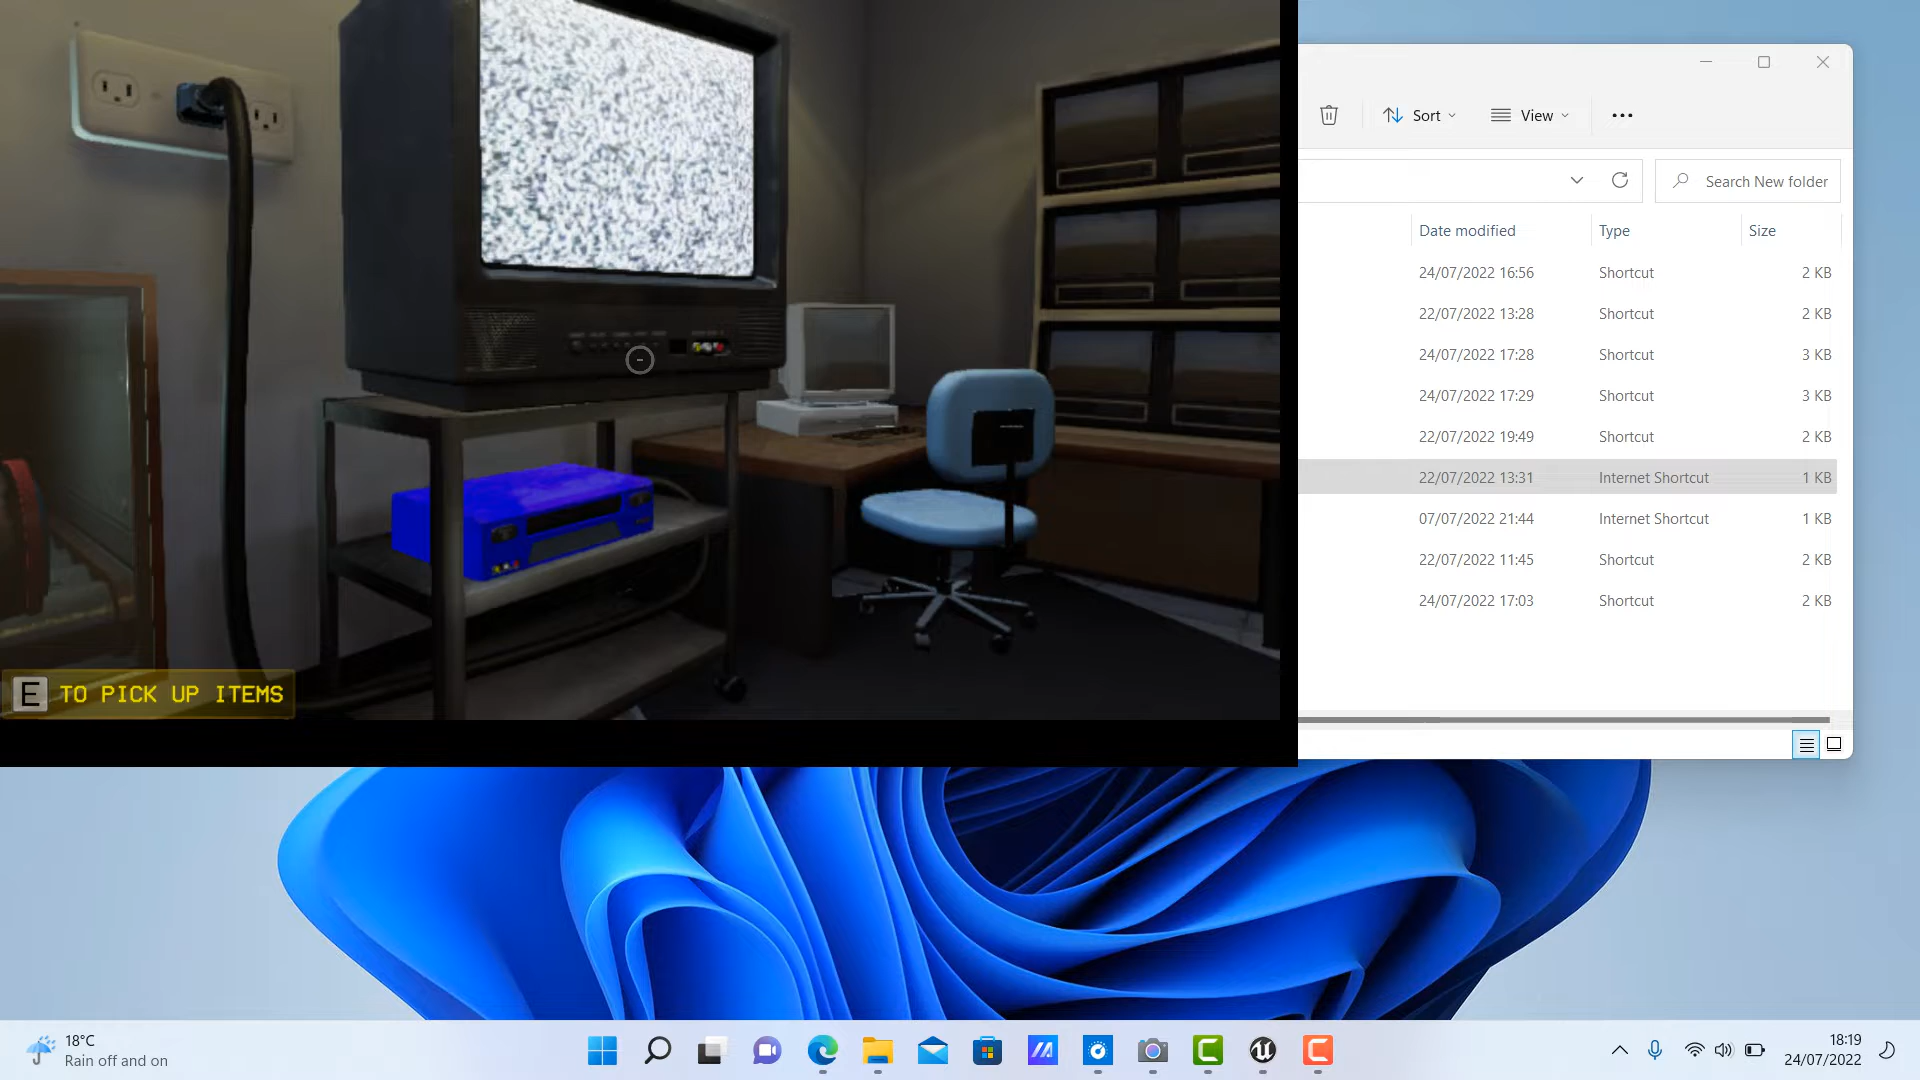 Sort
View
Search New folder
Date modified Type Size
24/07/2022 16:56 Shortcut 2 KB
22/07/2022 13:28 Shortcut 2 KB
24/07/2022 17:28 Shortcut 3 KB
24/07/2022 17:29 Shortcut 3 KB
22/07/2022 19:49 Shortcut 2 KB
22/07/2022 13:31 Internet Shortcut 1 KB
07/07/2022 21:44 Internet Shortcut 1 KB
22/07/2022 11:45 Shortcut 2 KB
24/07/2022 17:03 Shortcut 2 KB
E TO PICK UP ITEMS
18°C
Rain off and on
18:19
24/07/2022